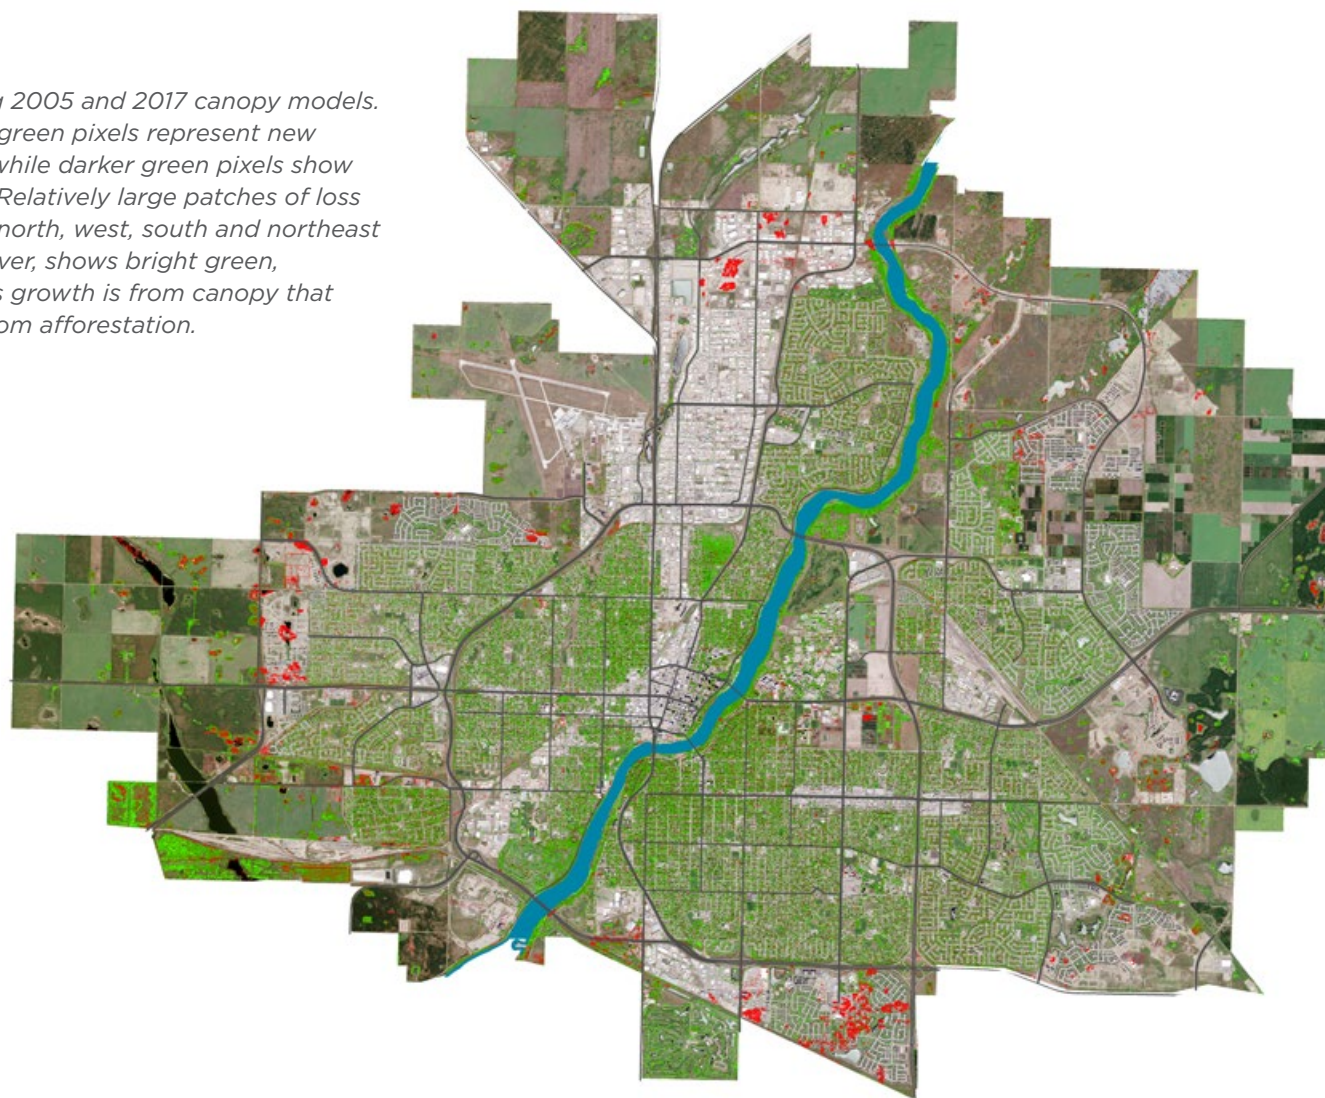 2005 and 2017 canopy models.
green pixels represent new
while darker green pixels show
Relatively large patches of loss
north, west, south and northeast
ver, shows bright green,
s growth is from canopy that
om afforestation.